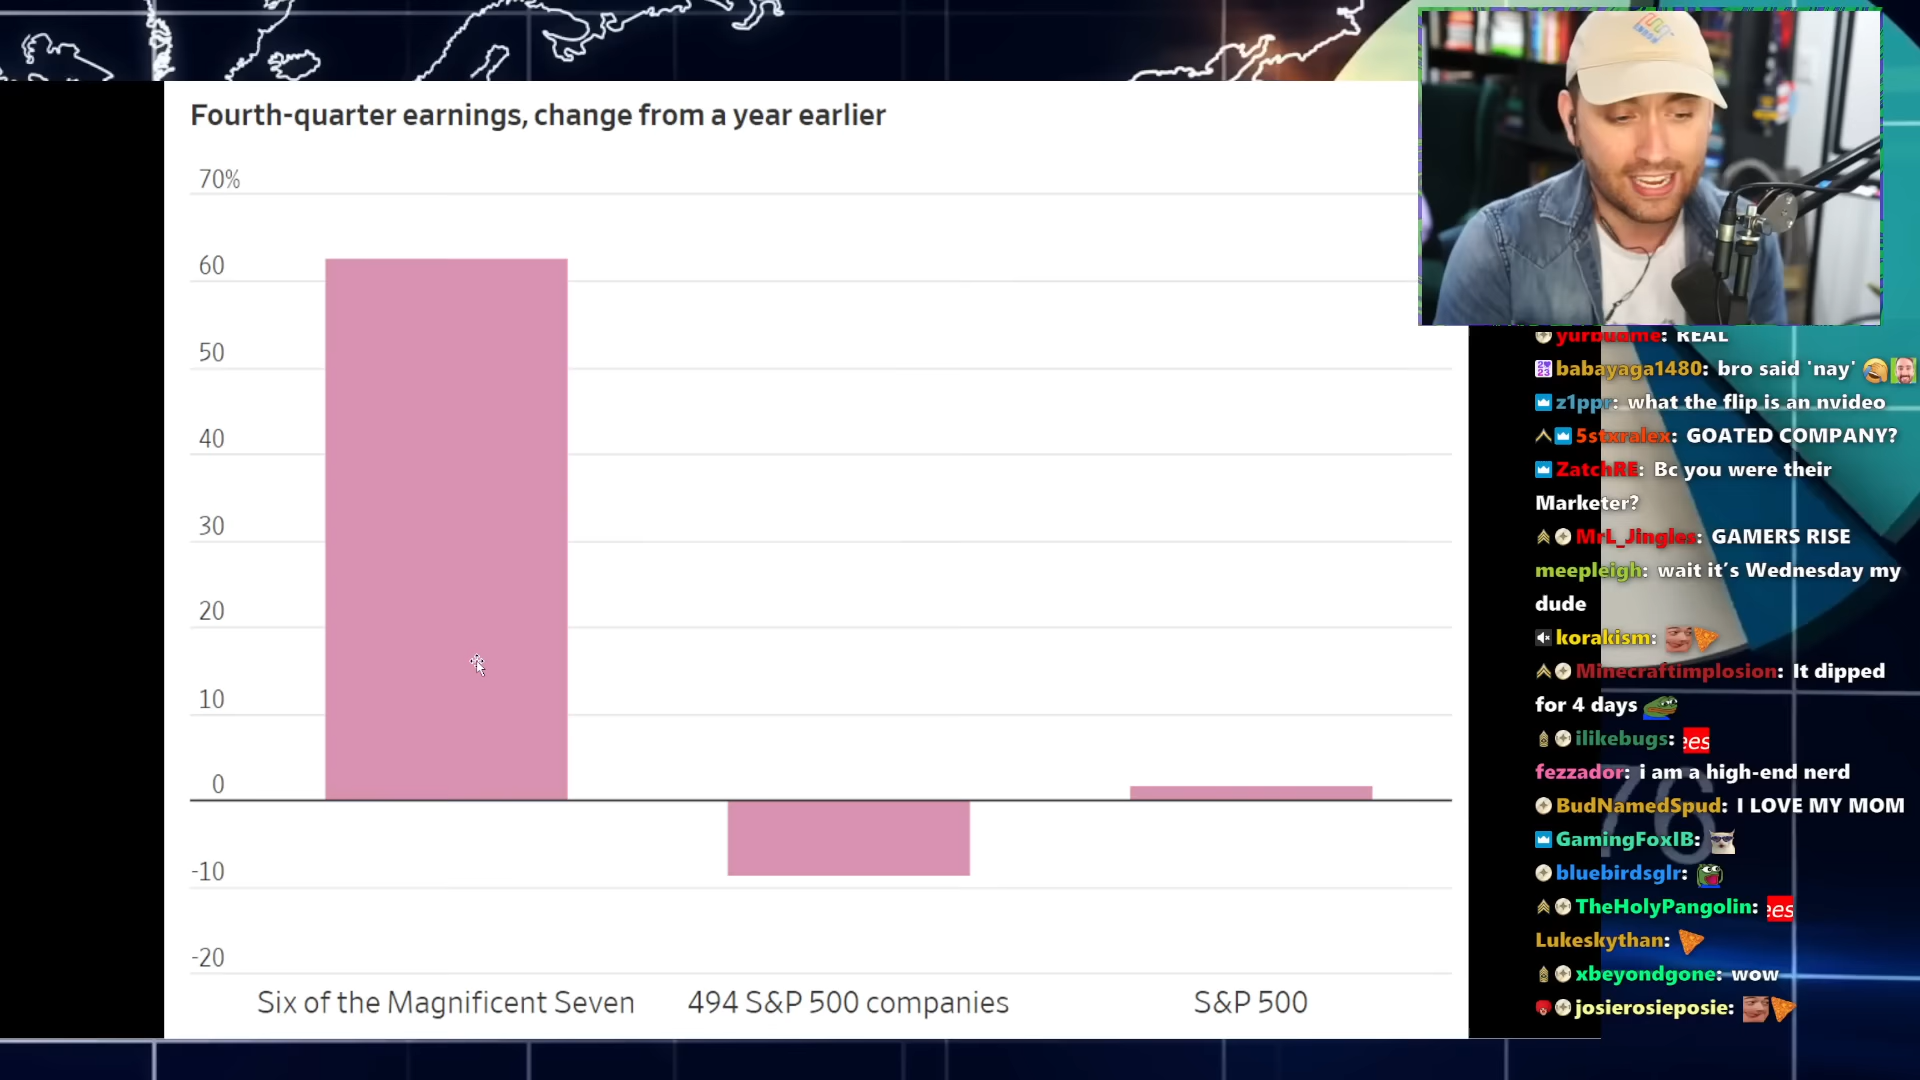 Fourth-quarter earnings, change from a year earlier
70%
60
50
40
30
20
10
0
-10
-20
Six of the Magnificent Seven
494 S&P 500 companies
S&P 500
yurbudme: REAL
babayaga1480: bro said 'nay'
z1ppr: what the flip is an nvideo
5stxralex: GOATED COMPANY?
ZatchRE: Bc you were their
Marketer?
MrL_Jingles: GAMERS RISE
meepleigh: wait it's Wednesday my
dude
korakism:
Minecraftimplosion: It dipped
for 4 days
ilikebugs: ees
fezzador: i am a high-end nerd
BudNamedSpud: I LOVE MY MOM
GamingFoxIB:
bluebirdsglr:
TheHolyPangolin: ees
Lukeskythan:
xbeyondgone: wow
josierosieposie:
76